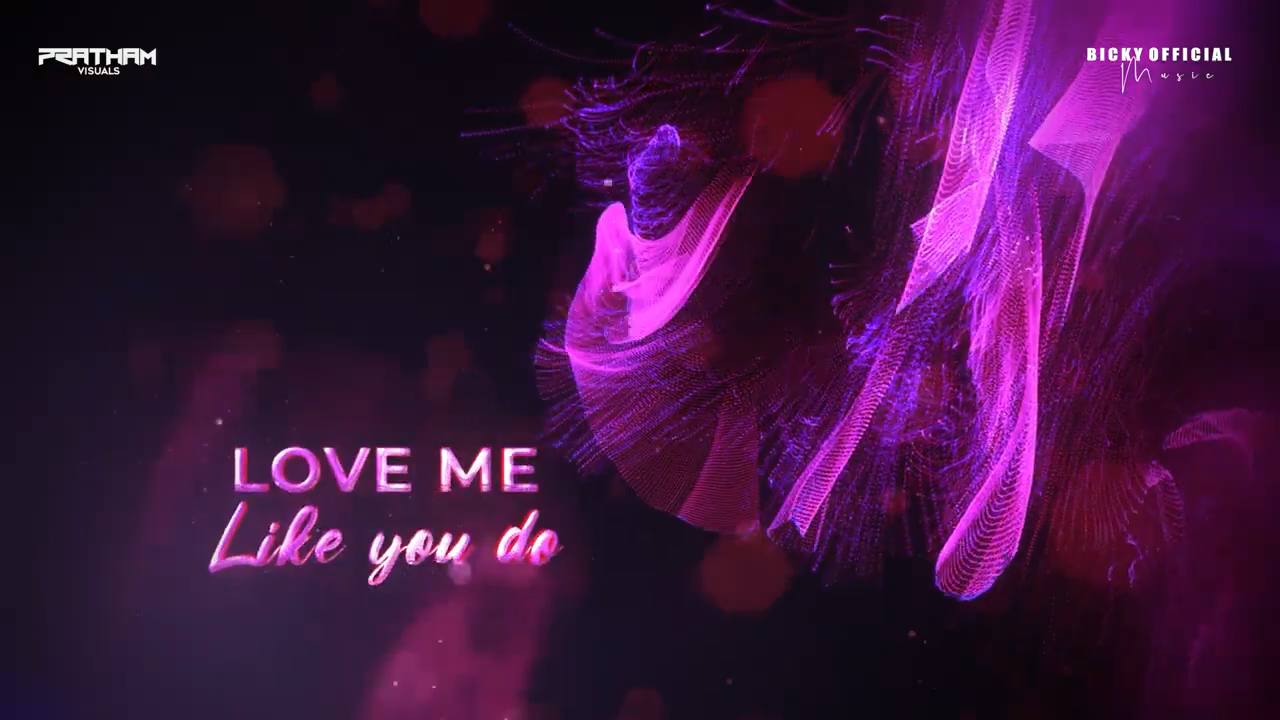 PRATHAM
VISUALS
BICKY OFFICIAL
Music
LOVE ME
Like you do